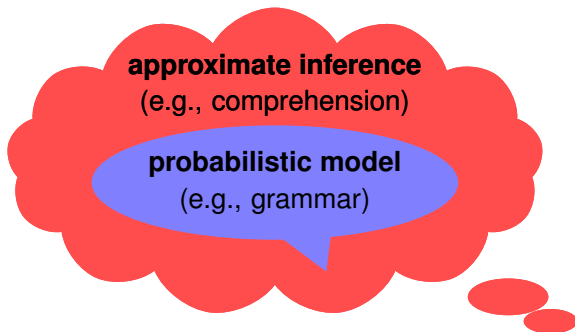 approximate inference
(e.g., comprehension)
probabilistic model
(e.g., grammar)